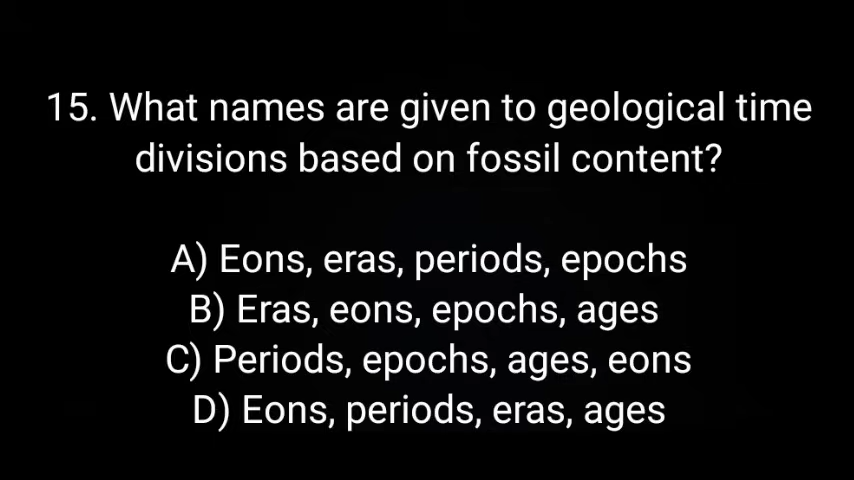 15. What names are given to geological time
divisions based on fossil content?
A) Eons, eras, periods, epochs
B) Eras, eons, epochs, ages
C) Periods, epochs, ages, eons
D) Eons, periods, eras, ages